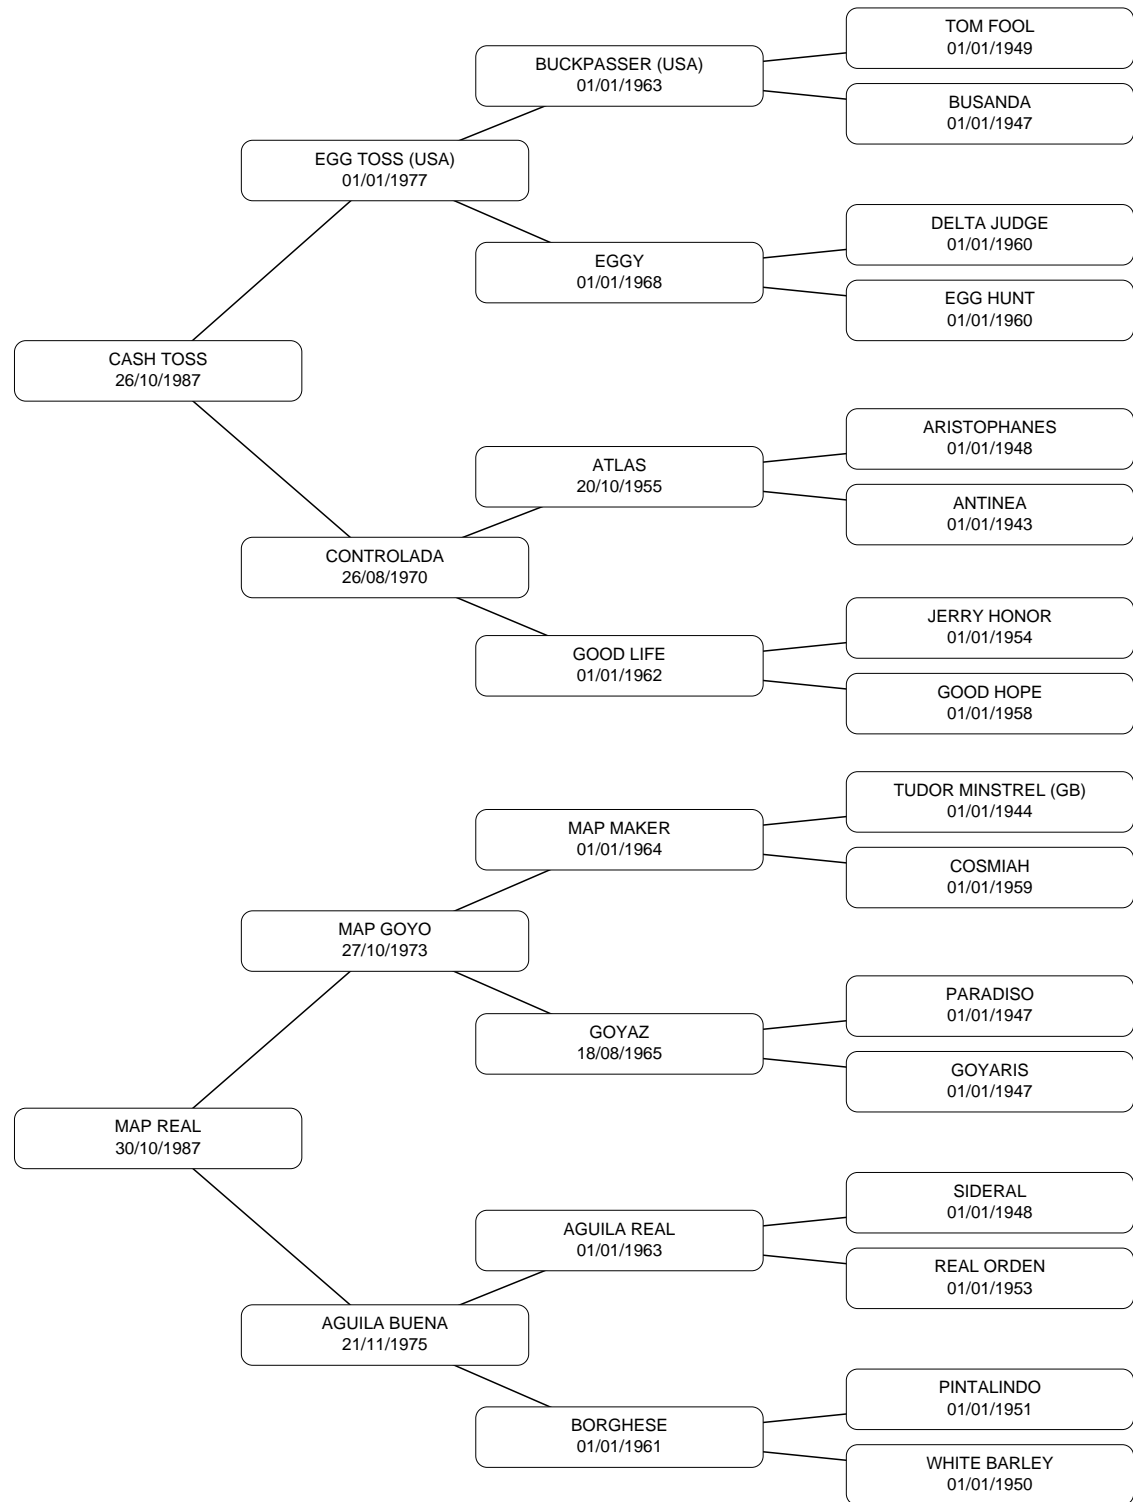 TOM FOOL
01/01/1949
BUCKPASSER (USA)
01/01/1963
BUSANDA
01/01/1947
EGG TOSS (USA)
01/01/1977
DELTA JUDGE
01/01/1960
EGGY
01/01/1968
EGG HUNT
01/01/1960
CASH TOSS
26/10/1987
ARISTOPHANES
01/01/1948
ATLAS
20/10/1955
ANTINEA
01/01/1943
CONTROLADA
26/08/1970
JERRY HONOR
01/01/1954
GOOD LIFE
01/01/1962
GOOD HOPE
01/01/1958
TUDOR MINSTREL (GB)
01/01/1944
MAP MAKER
01/01/1964
COSMIAH
01/01/1959
MAP GOYO
27/10/1973
PARADISO
01/01/1947
GOYAZ
18/08/1965
GOYARIS
01/01/1947
MAP REAL
30/10/1987
SIDERAL
01/01/1948
AGUILA REAL
01/01/1963
REAL ORDEN
01/01/1953
AGUILA BUENA
21/11/1975
PINTALINDO
01/01/1951
BORGHESE
01/01/1961
WHITE BARLEY
01/01/1950